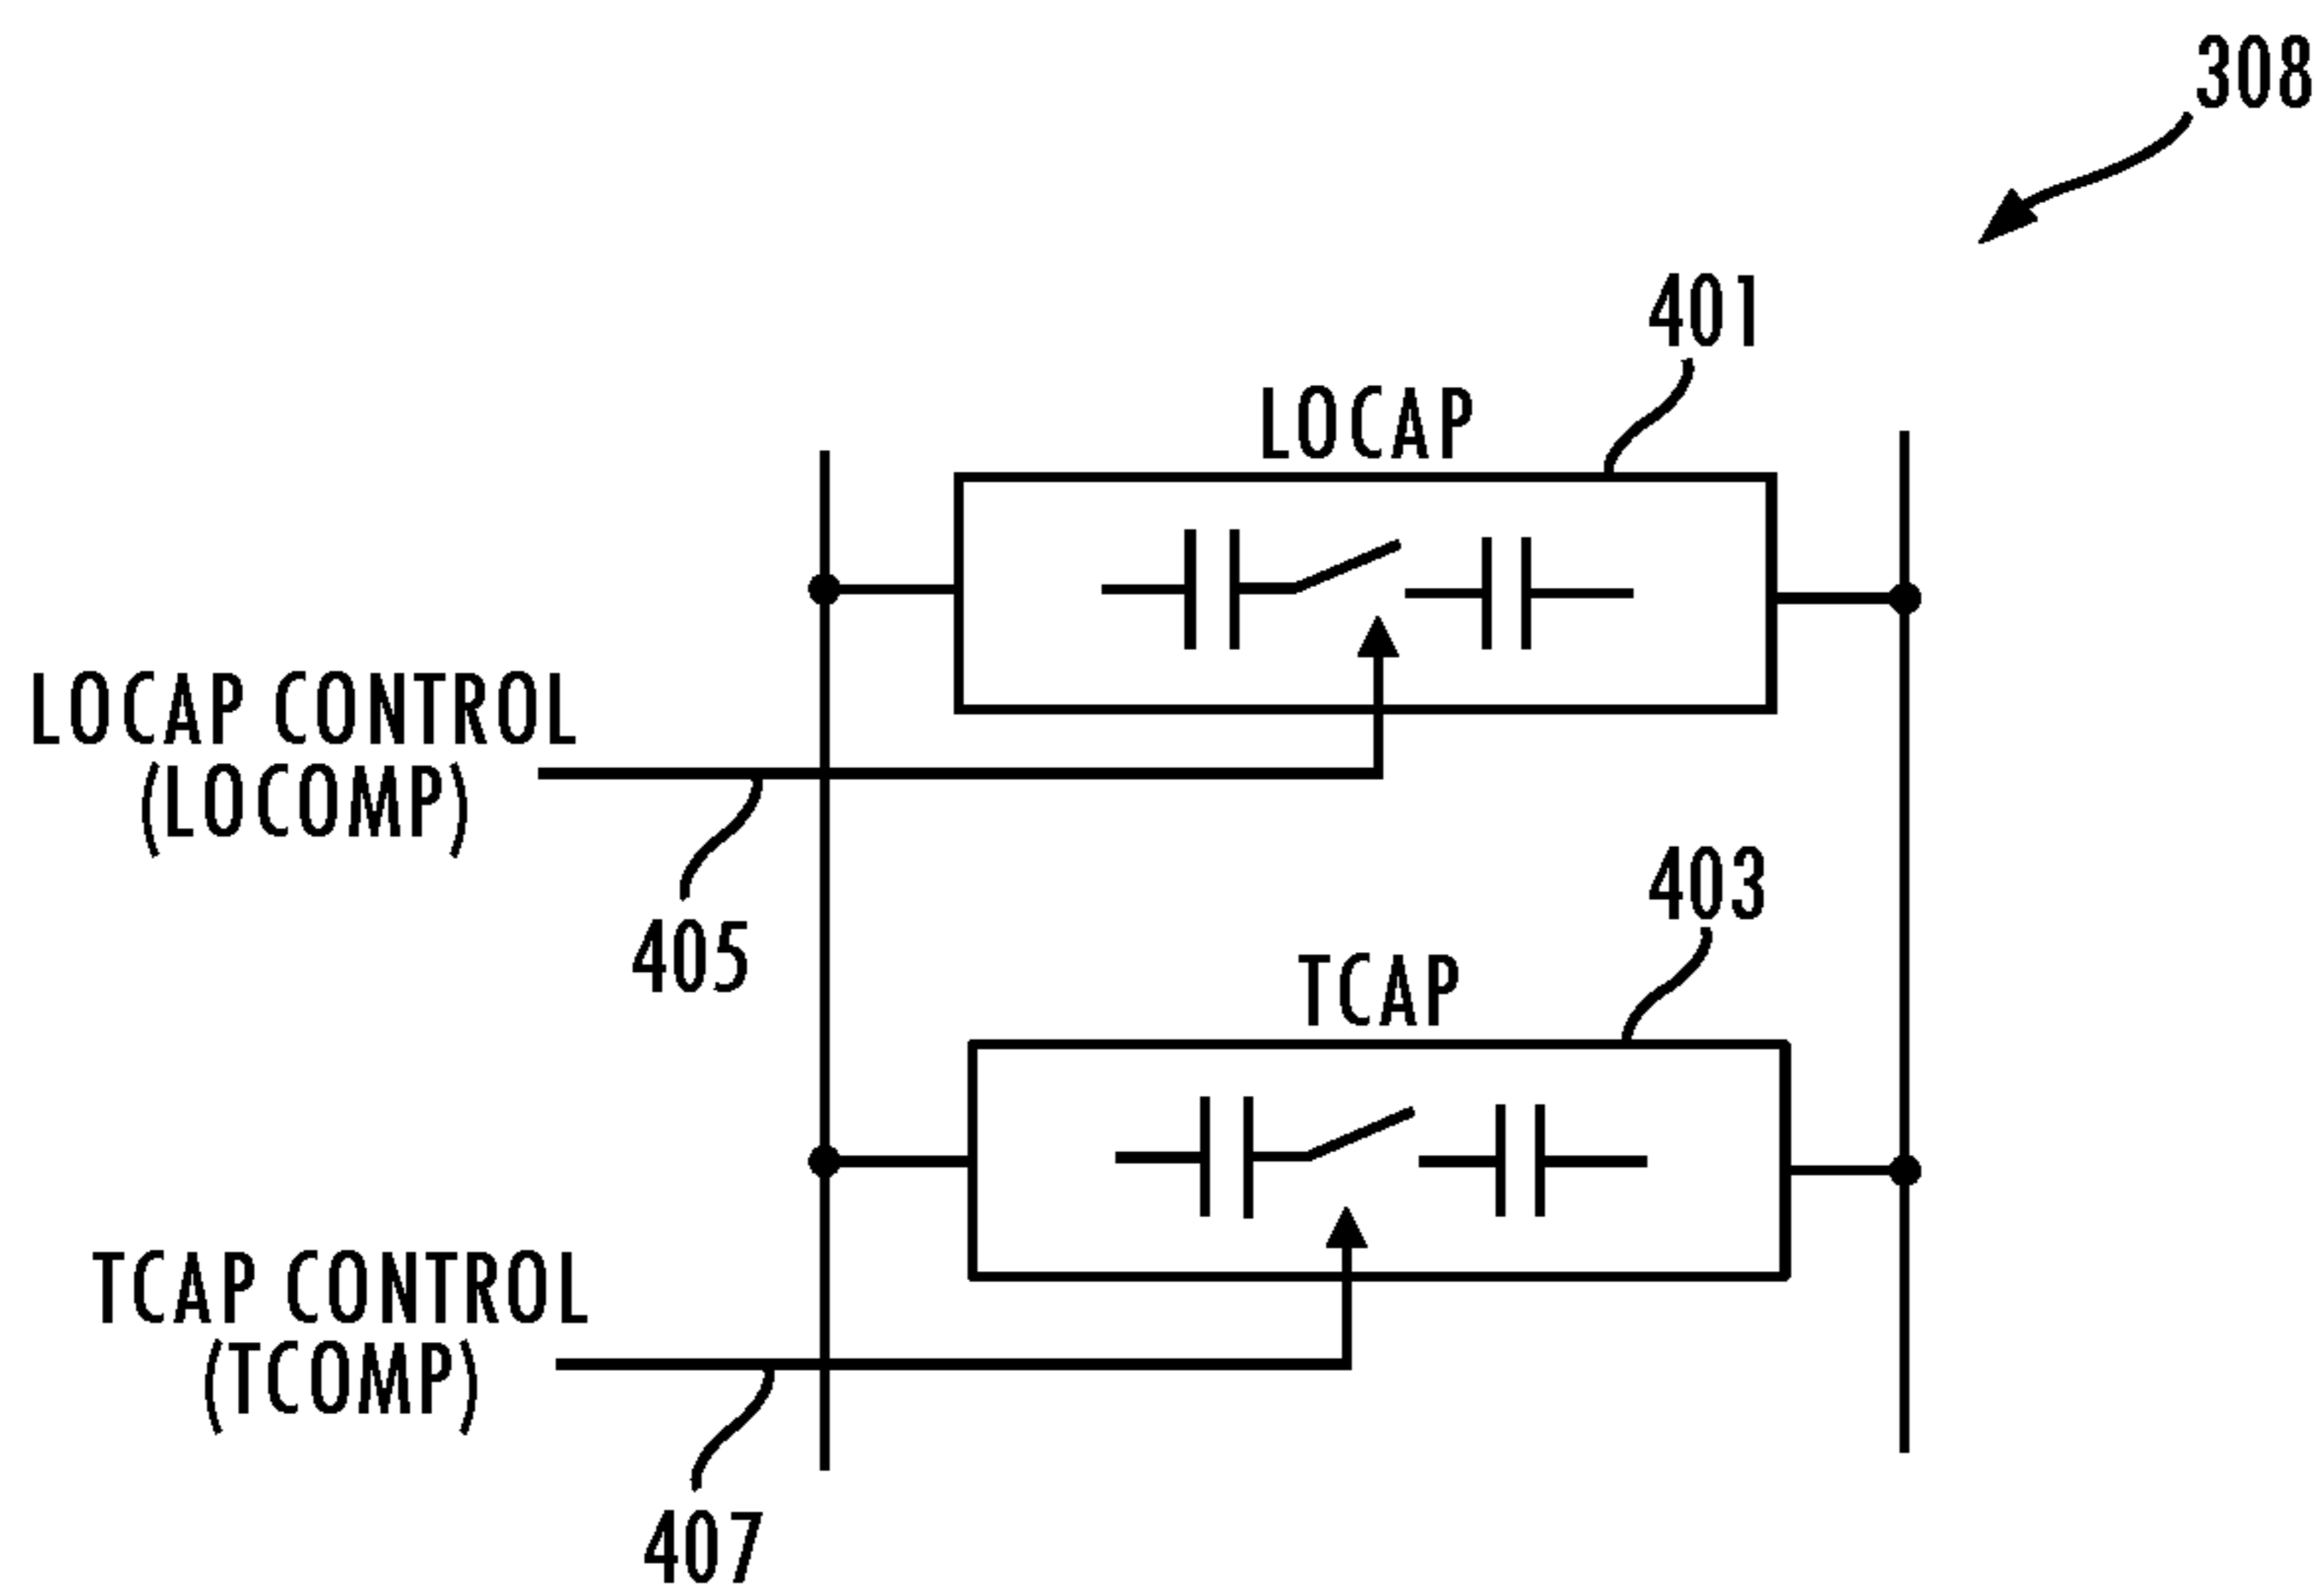 308
401
LOCAP
LOCAP CONTROL
(LOCOMP)
405
403
TCAP
TCAP CONTROL
(TCOMP)
407